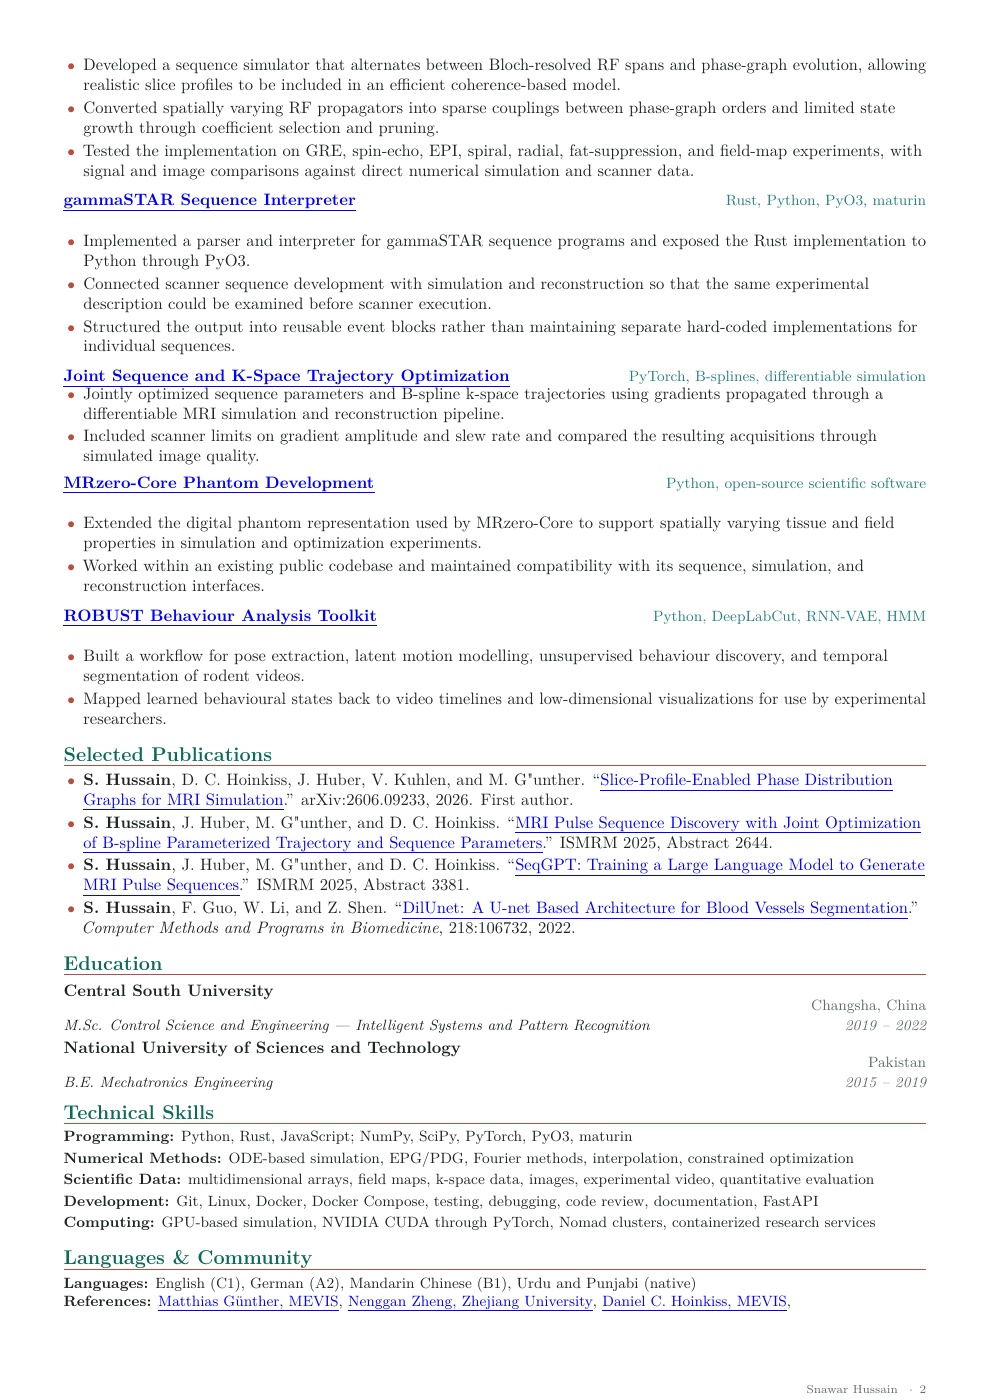 • Developed a sequence simulator that alternates between Bloch-resolved RF spans and phase-graph evolution, allowing
realistic slice profiles to be included in an efficient coherence-based model.
• Converted spatially varying RF propagators into sparse couplings between phase-graph orders and limited state
growth through coefficient selection and pruning.
• Tested the implementation on GRE, spin-echo, EPI, spiral, radial, fat-suppression, and field-map experiments, with
signal and image comparisons against direct numerical simulation and scanner data.
gammaSTAR Sequence Interpreter Rust, Python, PyO3, maturin
• Implemented a parser and interpreter for gammaSTAR sequence programs and exposed the Rust implementation to
Python through PyO3.
• Connected scanner sequence development with simulation and reconstruction so that the same experimental
description could be examined before scanner execution.
• Structured the output into reusable event blocks rather than maintaining separate hard-coded implementations for
individual sequences.
Joint Sequence and K-Space Trajectory Optimization PyTorch, B-splines, differentiable simulation
• Jointly optimized sequence parameters and B-spline k-space trajectories using gradients propagated through a
differentiable MRI simulation and reconstruction pipeline.
• Included scanner limits on gradient amplitude and slew rate and compared the resulting acquisitions through
simulated image quality.
MRzero-Core Phantom Development Python, open-source scientific software
• Extended the digital phantom representation used by MRzero-Core to support spatially varying tissue and field
properties in simulation and optimization experiments.
• Worked within an existing public codebase and maintained compatibility with its sequence, simulation, and
reconstruction interfaces.
ROBUST Behaviour Analysis Toolkit Python, DeepLabCut, RNN-VAE, HMM
• Built a workflow for pose extraction, latent motion modelling, unsupervised behaviour discovery, and temporal
segmentation of rodent videos.
• Mapped learned behavioural states back to video timelines and low-dimensional visualizations for use by experimental
researchers.
Selected Publications
• S. Hussain, D. C. Hoinkiss, J. Huber, V. Kuhlen, and M. G"unther. “Slice-Profile-Enabled Phase Distribution
Graphs for MRI Simulation.” arXiv:2606.09233, 2026. First author.
• S. Hussain, J. Huber, M. G"unther, and D. C. Hoinkiss. “MRI Pulse Sequence Discovery with Joint Optimization
of B-spline Parameterized Trajectory and Sequence Parameters.” ISMRM 2025, Abstract 2644.
• S. Hussain, J. Huber, M. G"unther, and D. C. Hoinkiss. “SeqGPT: Training a Large Language Model to Generate
MRI Pulse Sequences.” ISMRM 2025, Abstract 3381.
• S. Hussain, F. Guo, W. Li, and Z. Shen. “DilUnet: A U-net Based Architecture for Blood Vessels Segmentation.”
Computer Methods and Programs in Biomedicine, 218:106732, 2022.
Education
Central South University
Changsha, China
M.Sc. Control Science and Engineering — Intelligent Systems and Pattern Recognition 2019 – 2022
National University of Sciences and Technology
Pakistan
B.E. Mechatronics Engineering 2015 – 2019
Technical Skills
Programming: Python, Rust, JavaScript; NumPy, SciPy, PyTorch, PyO3, maturin
Numerical Methods: ODE-based simulation, EPG/PDG, Fourier methods, interpolation, constrained optimization
Scientific Data: multidimensional arrays, field maps, k-space data, images, experimental video, quantitative evaluation
Development: Git, Linux, Docker, Docker Compose, testing, debugging, code review, documentation, FastAPI
Computing: GPU-based simulation, NVIDIA CUDA through PyTorch, Nomad clusters, containerized research services
Languages & Community
Languages: English (C1), German (A2), Mandarin Chinese (B1), Urdu and Punjabi (native)
References: Matthias Günther, MEVIS, Nenggan Zheng, Zhejiang University, Daniel C. Hoinkiss, MEVIS,
Snawar Hussain · 2